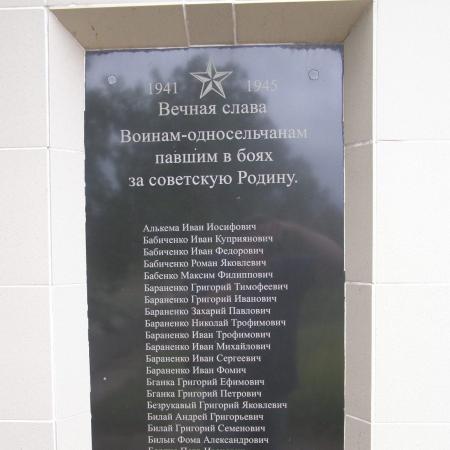 1941 1945
Вечная слава
Воинам-односельчанам
павшим в боях
за советскую Родину.
Алькема Иван Иосифович
Бабиченко Иван Куприянович
Бабиченко Иван Федорович
Бабиченко Роман Яковлевич
Бабенко Максим Филиппович
Бараненко Григорий Тимофеевич
Бараненко Григорий Иванович
Бараненко Захарий Павлович
Бараненко Николай Трофимович
Бараненко Иван Трофимович
Бараненко Иван Михайлович
Бараненко Иван Сергеевич
Бараненко Иван Фомич
Бганка Григорий Ефимович
Бганка Григорий Петрович
Безрукавый Григорий Яковлевич
Билай Андрей Григорьевич
Билай Григорий Семенович
Билык Фома Александрович